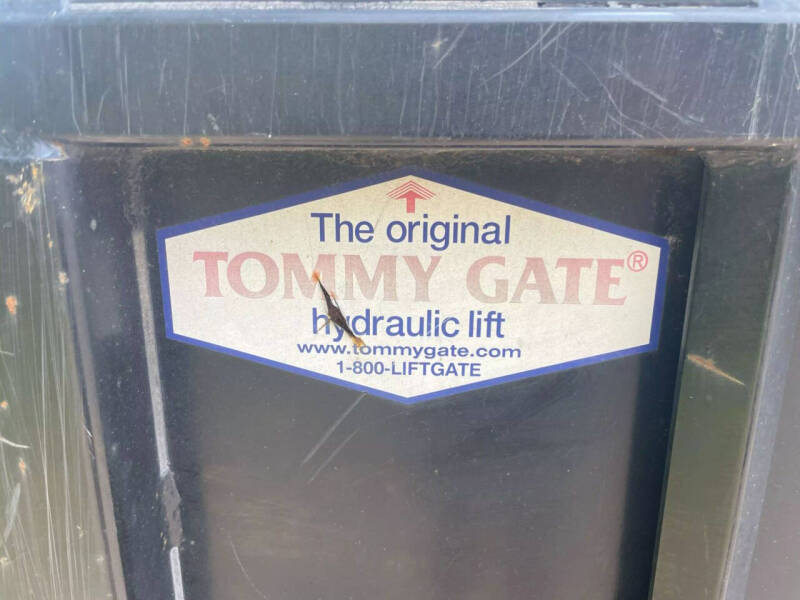 The original
TOMMY GATE®
hydraulic lift
www.tommygate.com
1-800-LIFTGATE